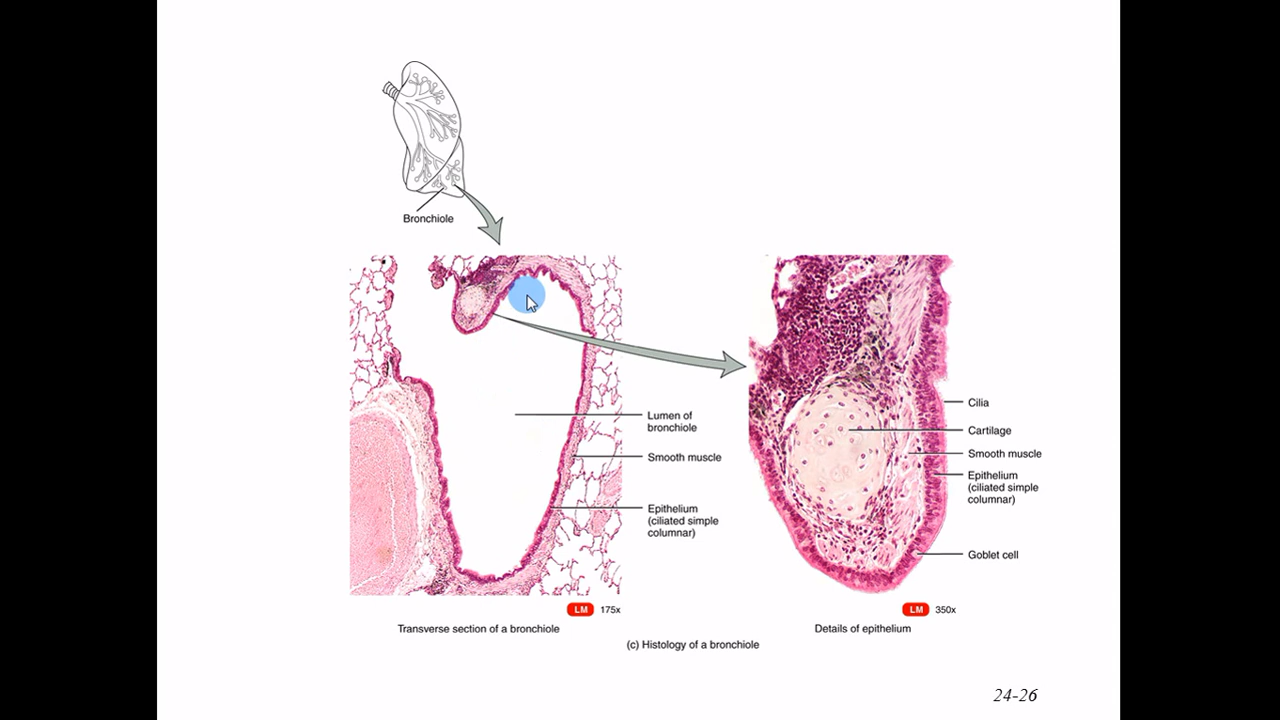 Bronchiole
Lumen of
bronchiole
Smooth muscle
Epithelium
(ciliated simple
columnar)
Cilia
Cartilage
Smooth muscle
Epithelium
(ciliated simple
columnar)
Goblet cell
LM 175x
LM 350x
Transverse section of a bronchiole
Details of epithelium
(c) Histology of a bronchiole
24-26